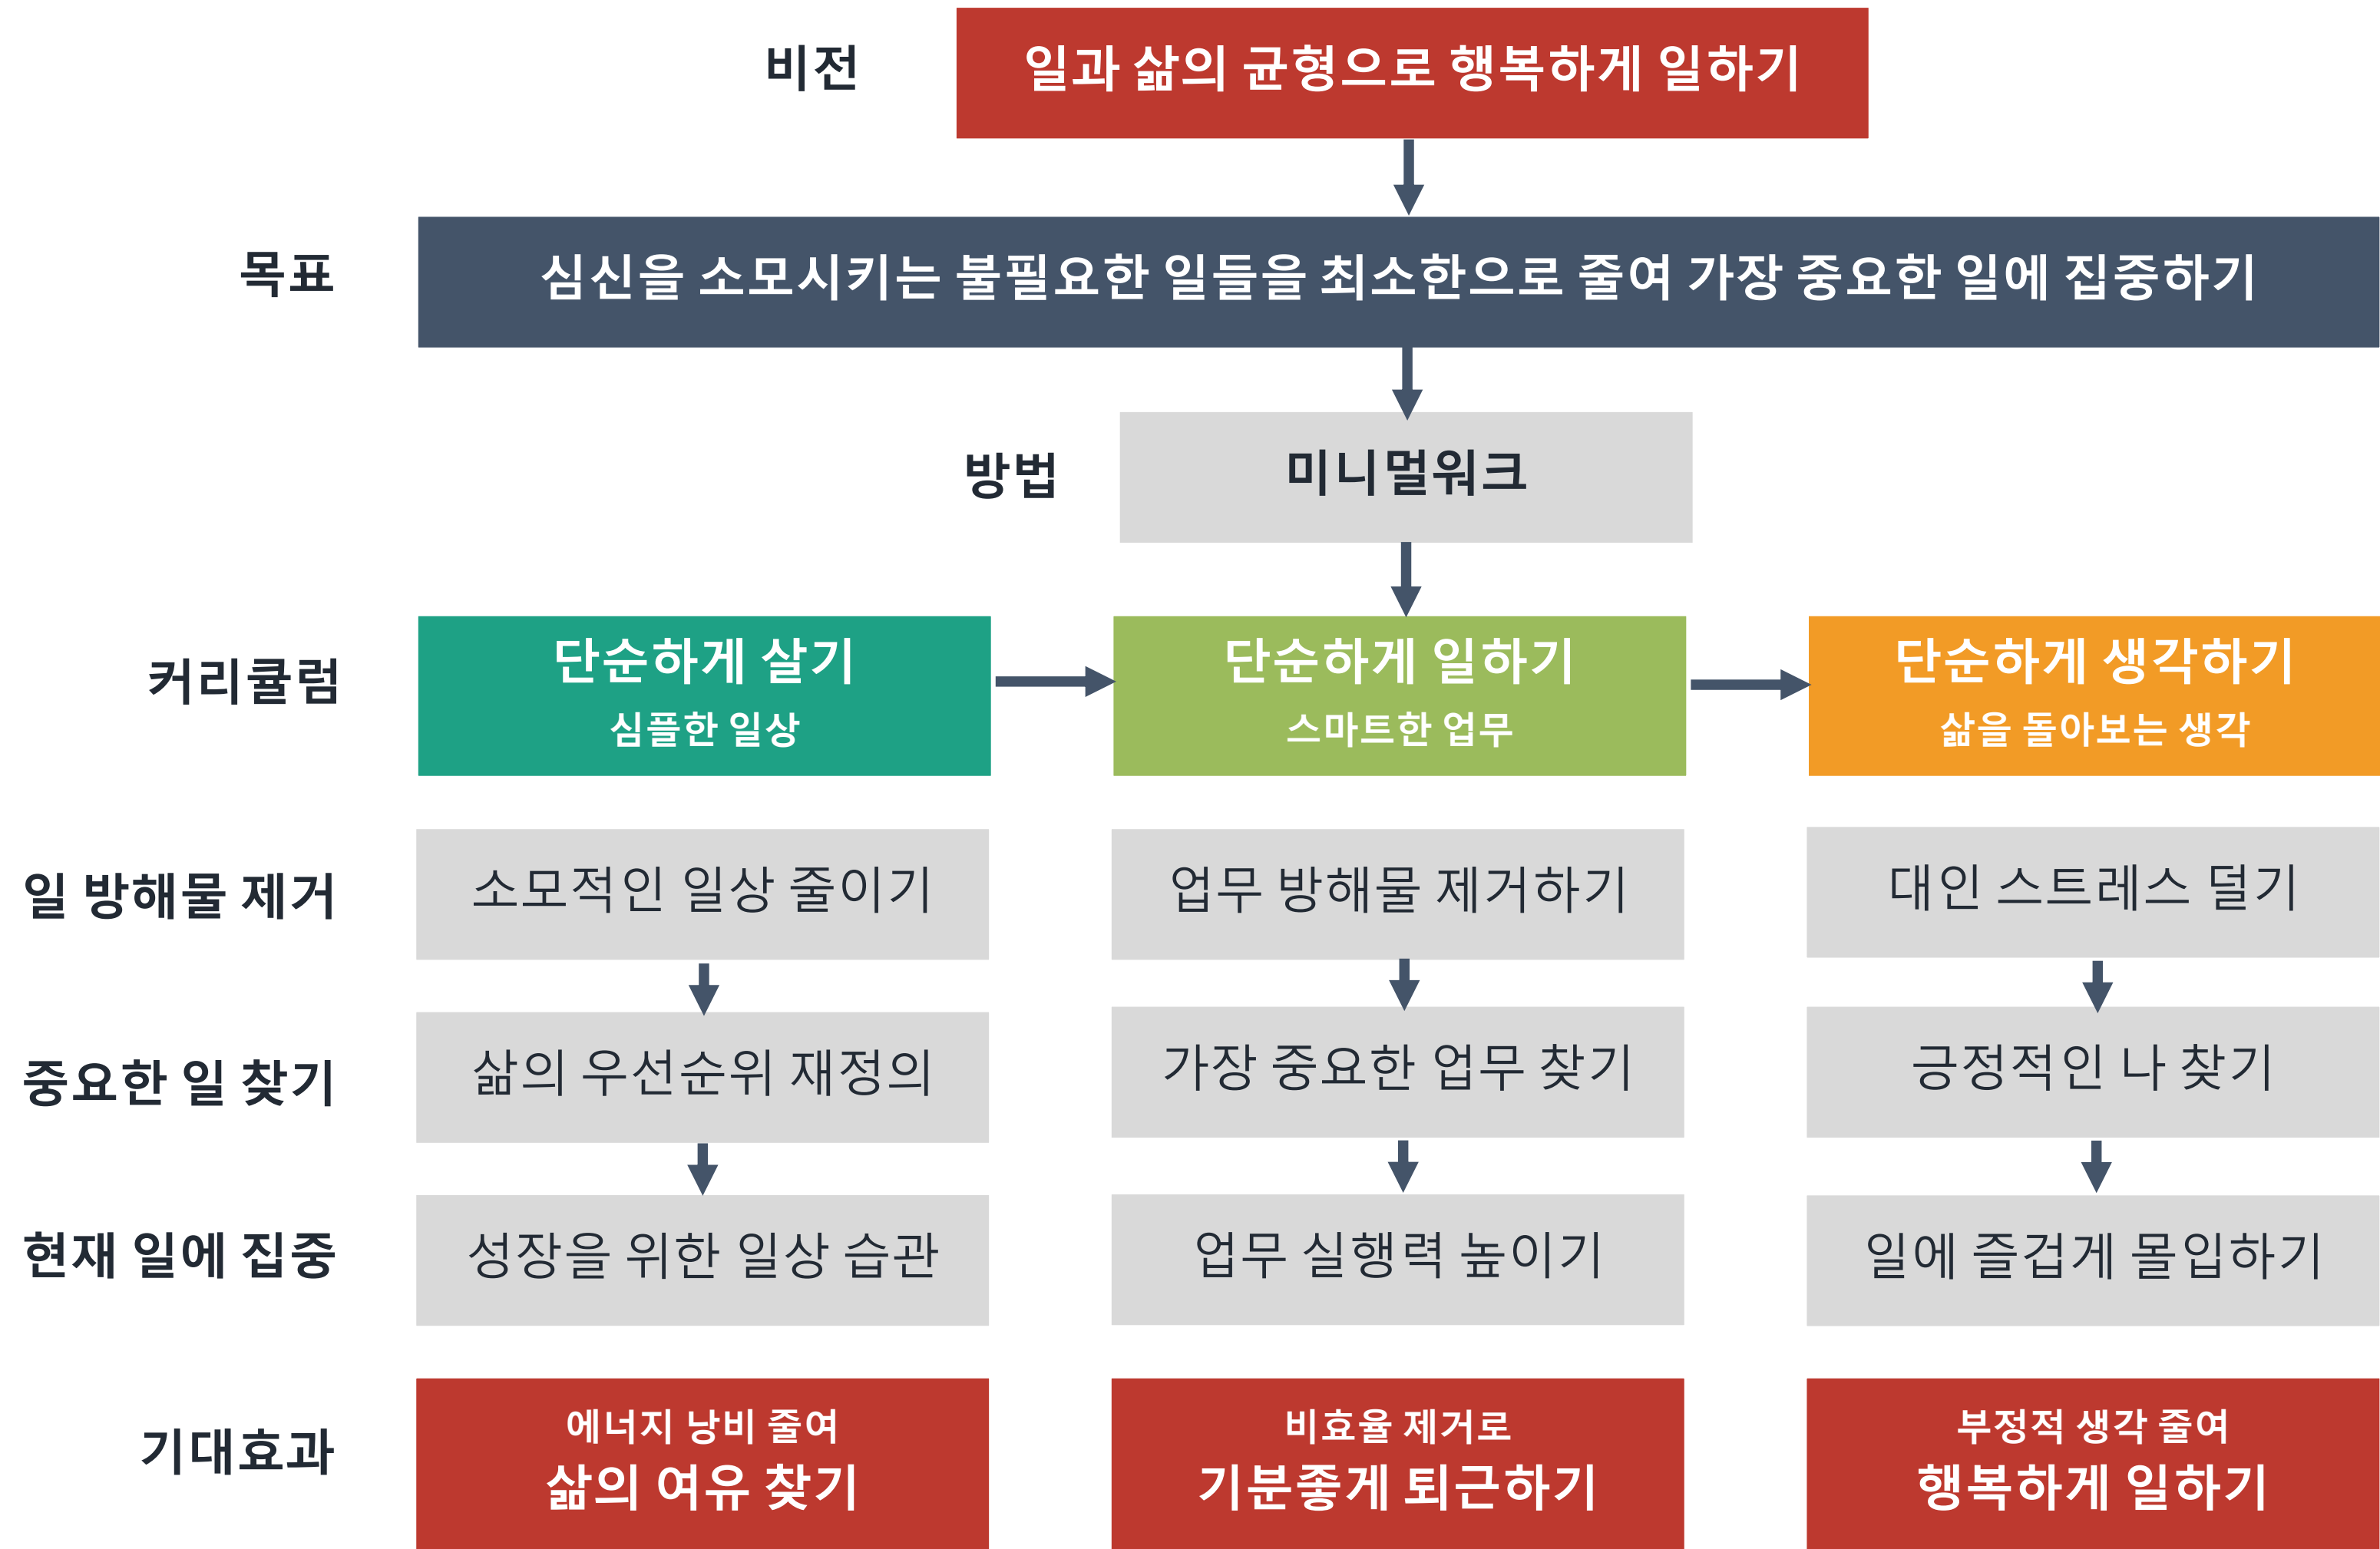 비전
일과 삶의 균형으로 행복하게 일하기
목표
심신을 소모시키는 불필요한 일들을 최소한으로 줄여 가장 중요한 일에 집중하기
방법
미니멀워크
커리큘럼
단순하게 살기
심플한 일상
단순하게 일하기
스마트한 업무
단순하게 생각하기
삶을 돌아보는 생각
일 방해물 제거
소모적인 일상 줄이기
업무 방해물 제거하기
대인 스트레스 덜기
중요한 일 찾기
삶의 우선순위 재정의
가장 중요한 업무 찾기
긍정적인 나 찾기
현재 일에 집중
성장을 위한 일상 습관
업무 실행력 높이기
일에 즐겁게 몰입하기
기대효과
에너지 낭비 줄여
삶의 여유 찾기
비효율 제거로
기분좋게 퇴근하기
부정적 생각 줄여
행복하게 일하기